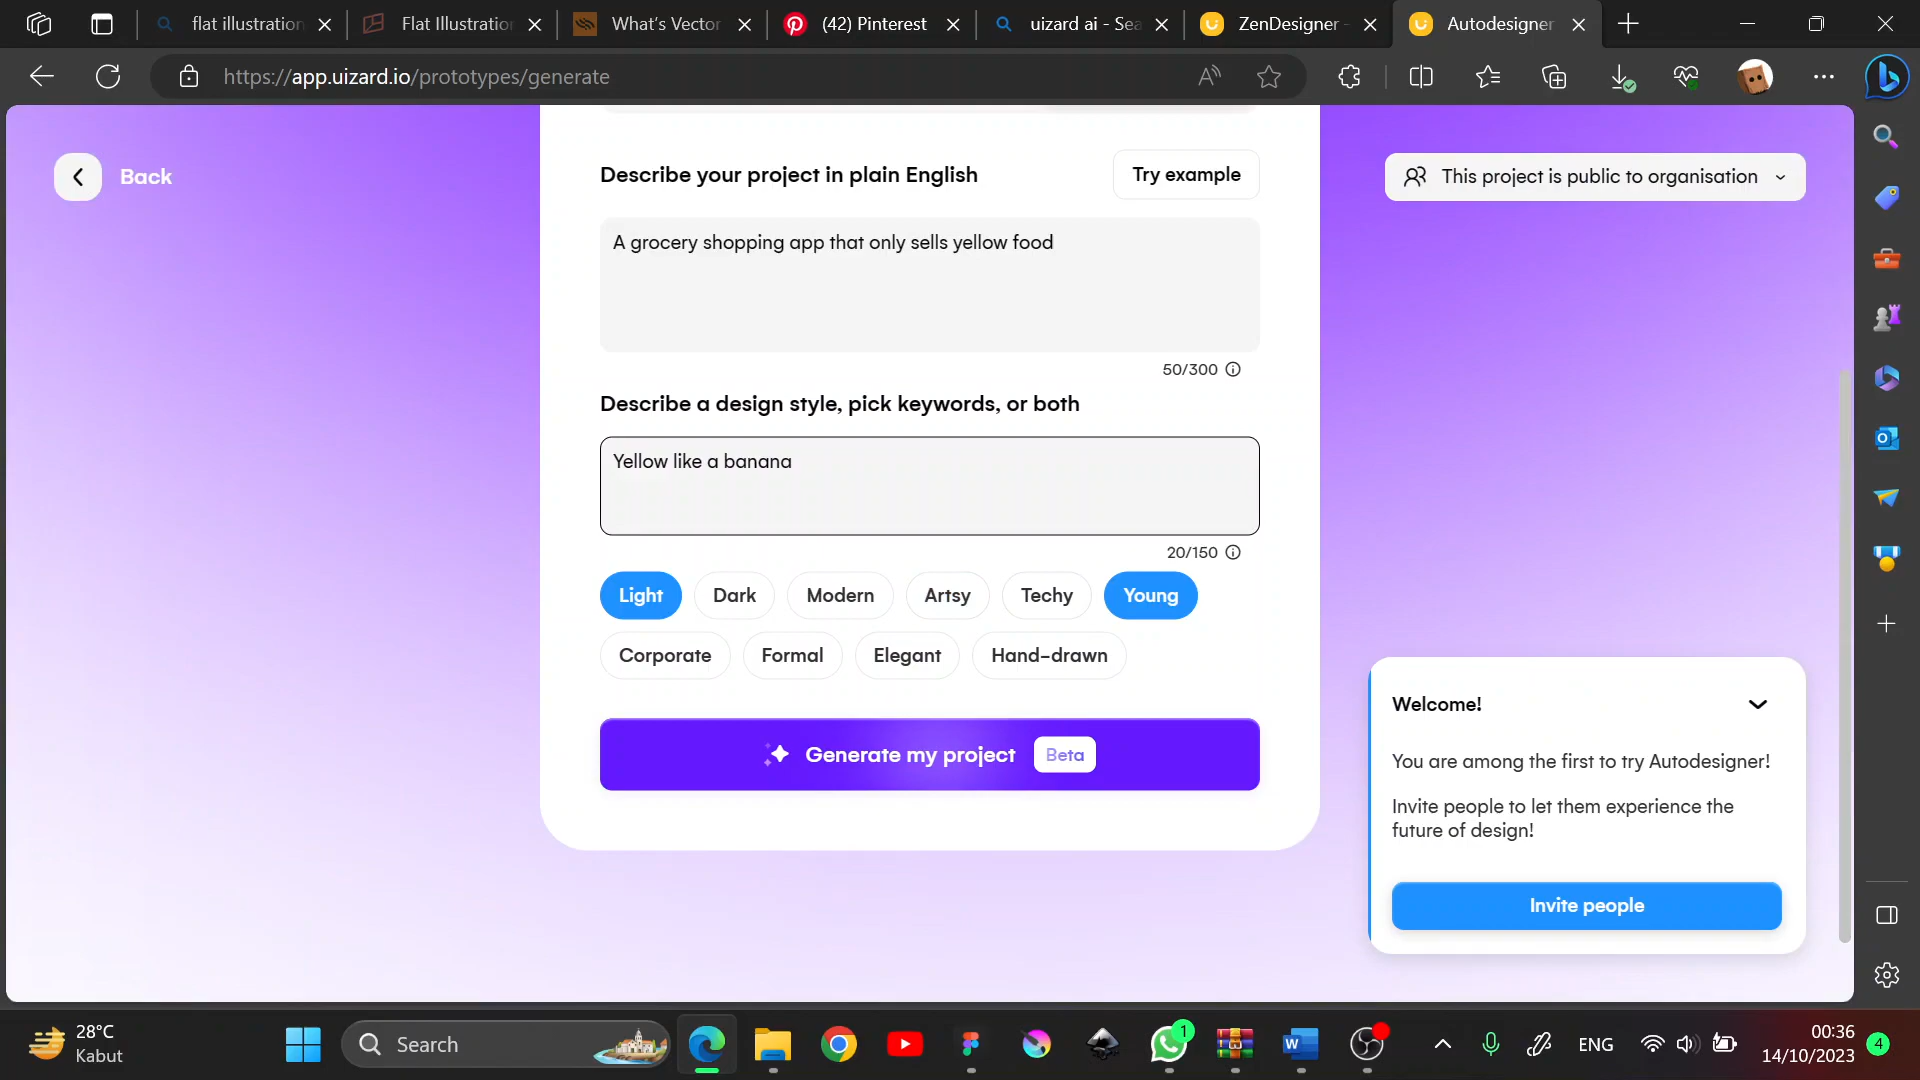 flat illustration
Flat Illustration
What's Vector
(42) Pinterest
uizard ai - Sea
ZenDesigner -
Autodesigner
https://app.uizard.io/prototypes/generate
Back
Describe your project in plain English
Try example
This project is public to organisation
A grocery shopping app that only sells yellow food
50/300
Describe a design style, pick keywords, or both
Yellow like a banana
20/150
Light
Dark
Modern
Artsy
Techy
Young
Corporate
Formal
Elegant
Hand-drawn
Generate my project
Beta
Welcome!
You are among the first to try Autodesigner!
Invite people to let them experience the
future of design!
Invite people
28°C
Kabut
Search
1
W
ENG
00:36
14/10/2023
4